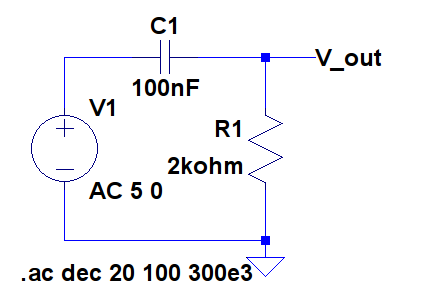 C1
V_out
100nF
V1
R1
2kohm
AC 5 0
.ac dec 20 100 300e3